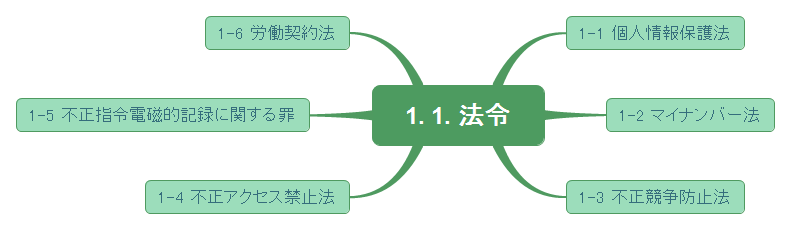 1.1.法令
1-1 個人情報保護法
1-2 マイナンバー法
1-3 不正競争防止法
1-4 不正アクセス禁止法
1-5 不正指令電磁的記録に関する罪
1-6 労働契約法